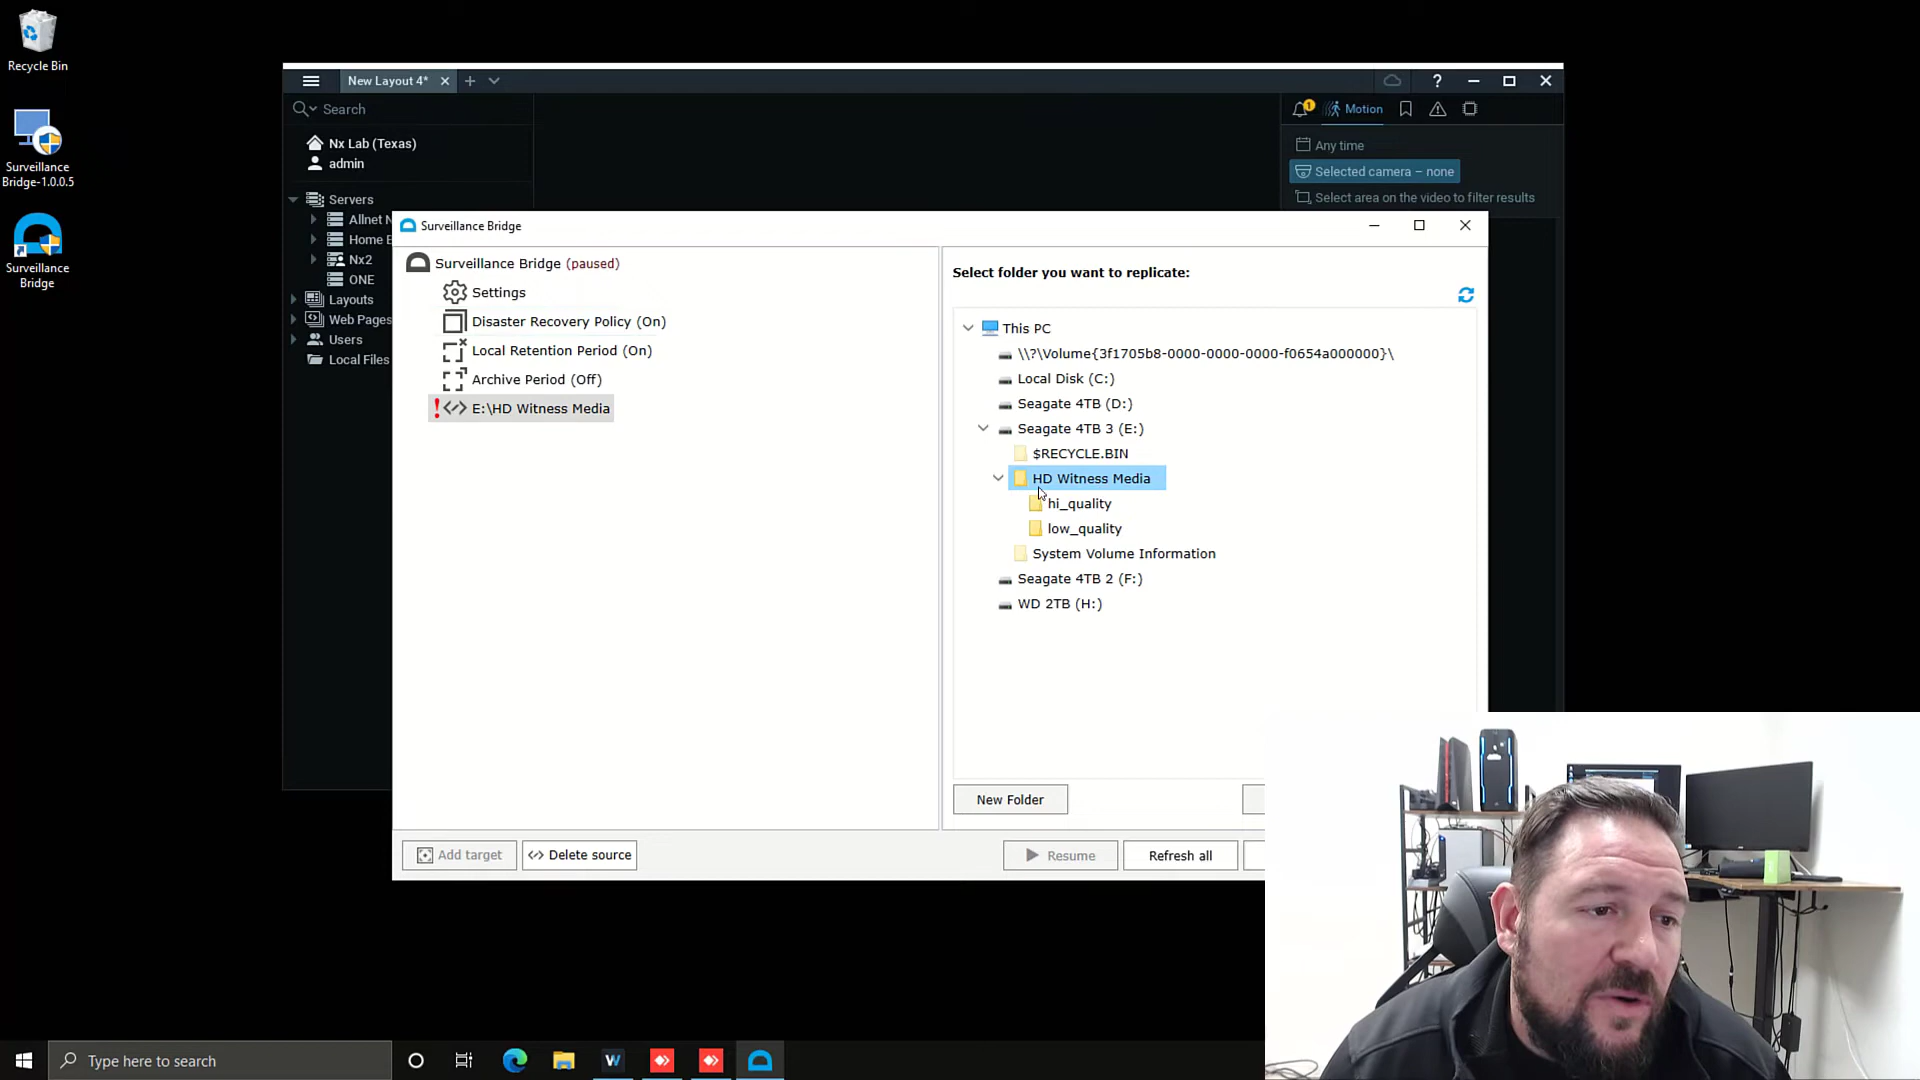 Recycle Bin
Surveillance
Bridge-1.0.0.5
Surveillance
Bridge
New Layout 4*
Search
Nx Lab (Texas)
admin
Servers
Allnet N
Home E
Nx2
ONE
Layouts
Web Pages
Users
Local Files
?
1
Motion
Any time
Selected camera – none
Select area on the video to filter results
Surveillance Bridge
Surveillance Bridge (paused)
Settings
Disaster Recovery Policy (On)
Local Retention Period (On)
Archive Period (Off)
E:\HD Witness Media
Select folder you want to replicate:
This PC
\\?\Volume{3f1705b8-0000-0000-0000-f0654a000000}\
Local Disk (C:)
Seagate 4TB (D:)
Seagate 4TB 3 (E:)
$RECYCLE.BIN
HD Witness Media
hi_quality
low_quality
System Volume Information
Seagate 4TB 2 (F:)
WD 2TB (H:)
New Folder
Add target
Delete source
Resume
Refresh all
Type here to search
W